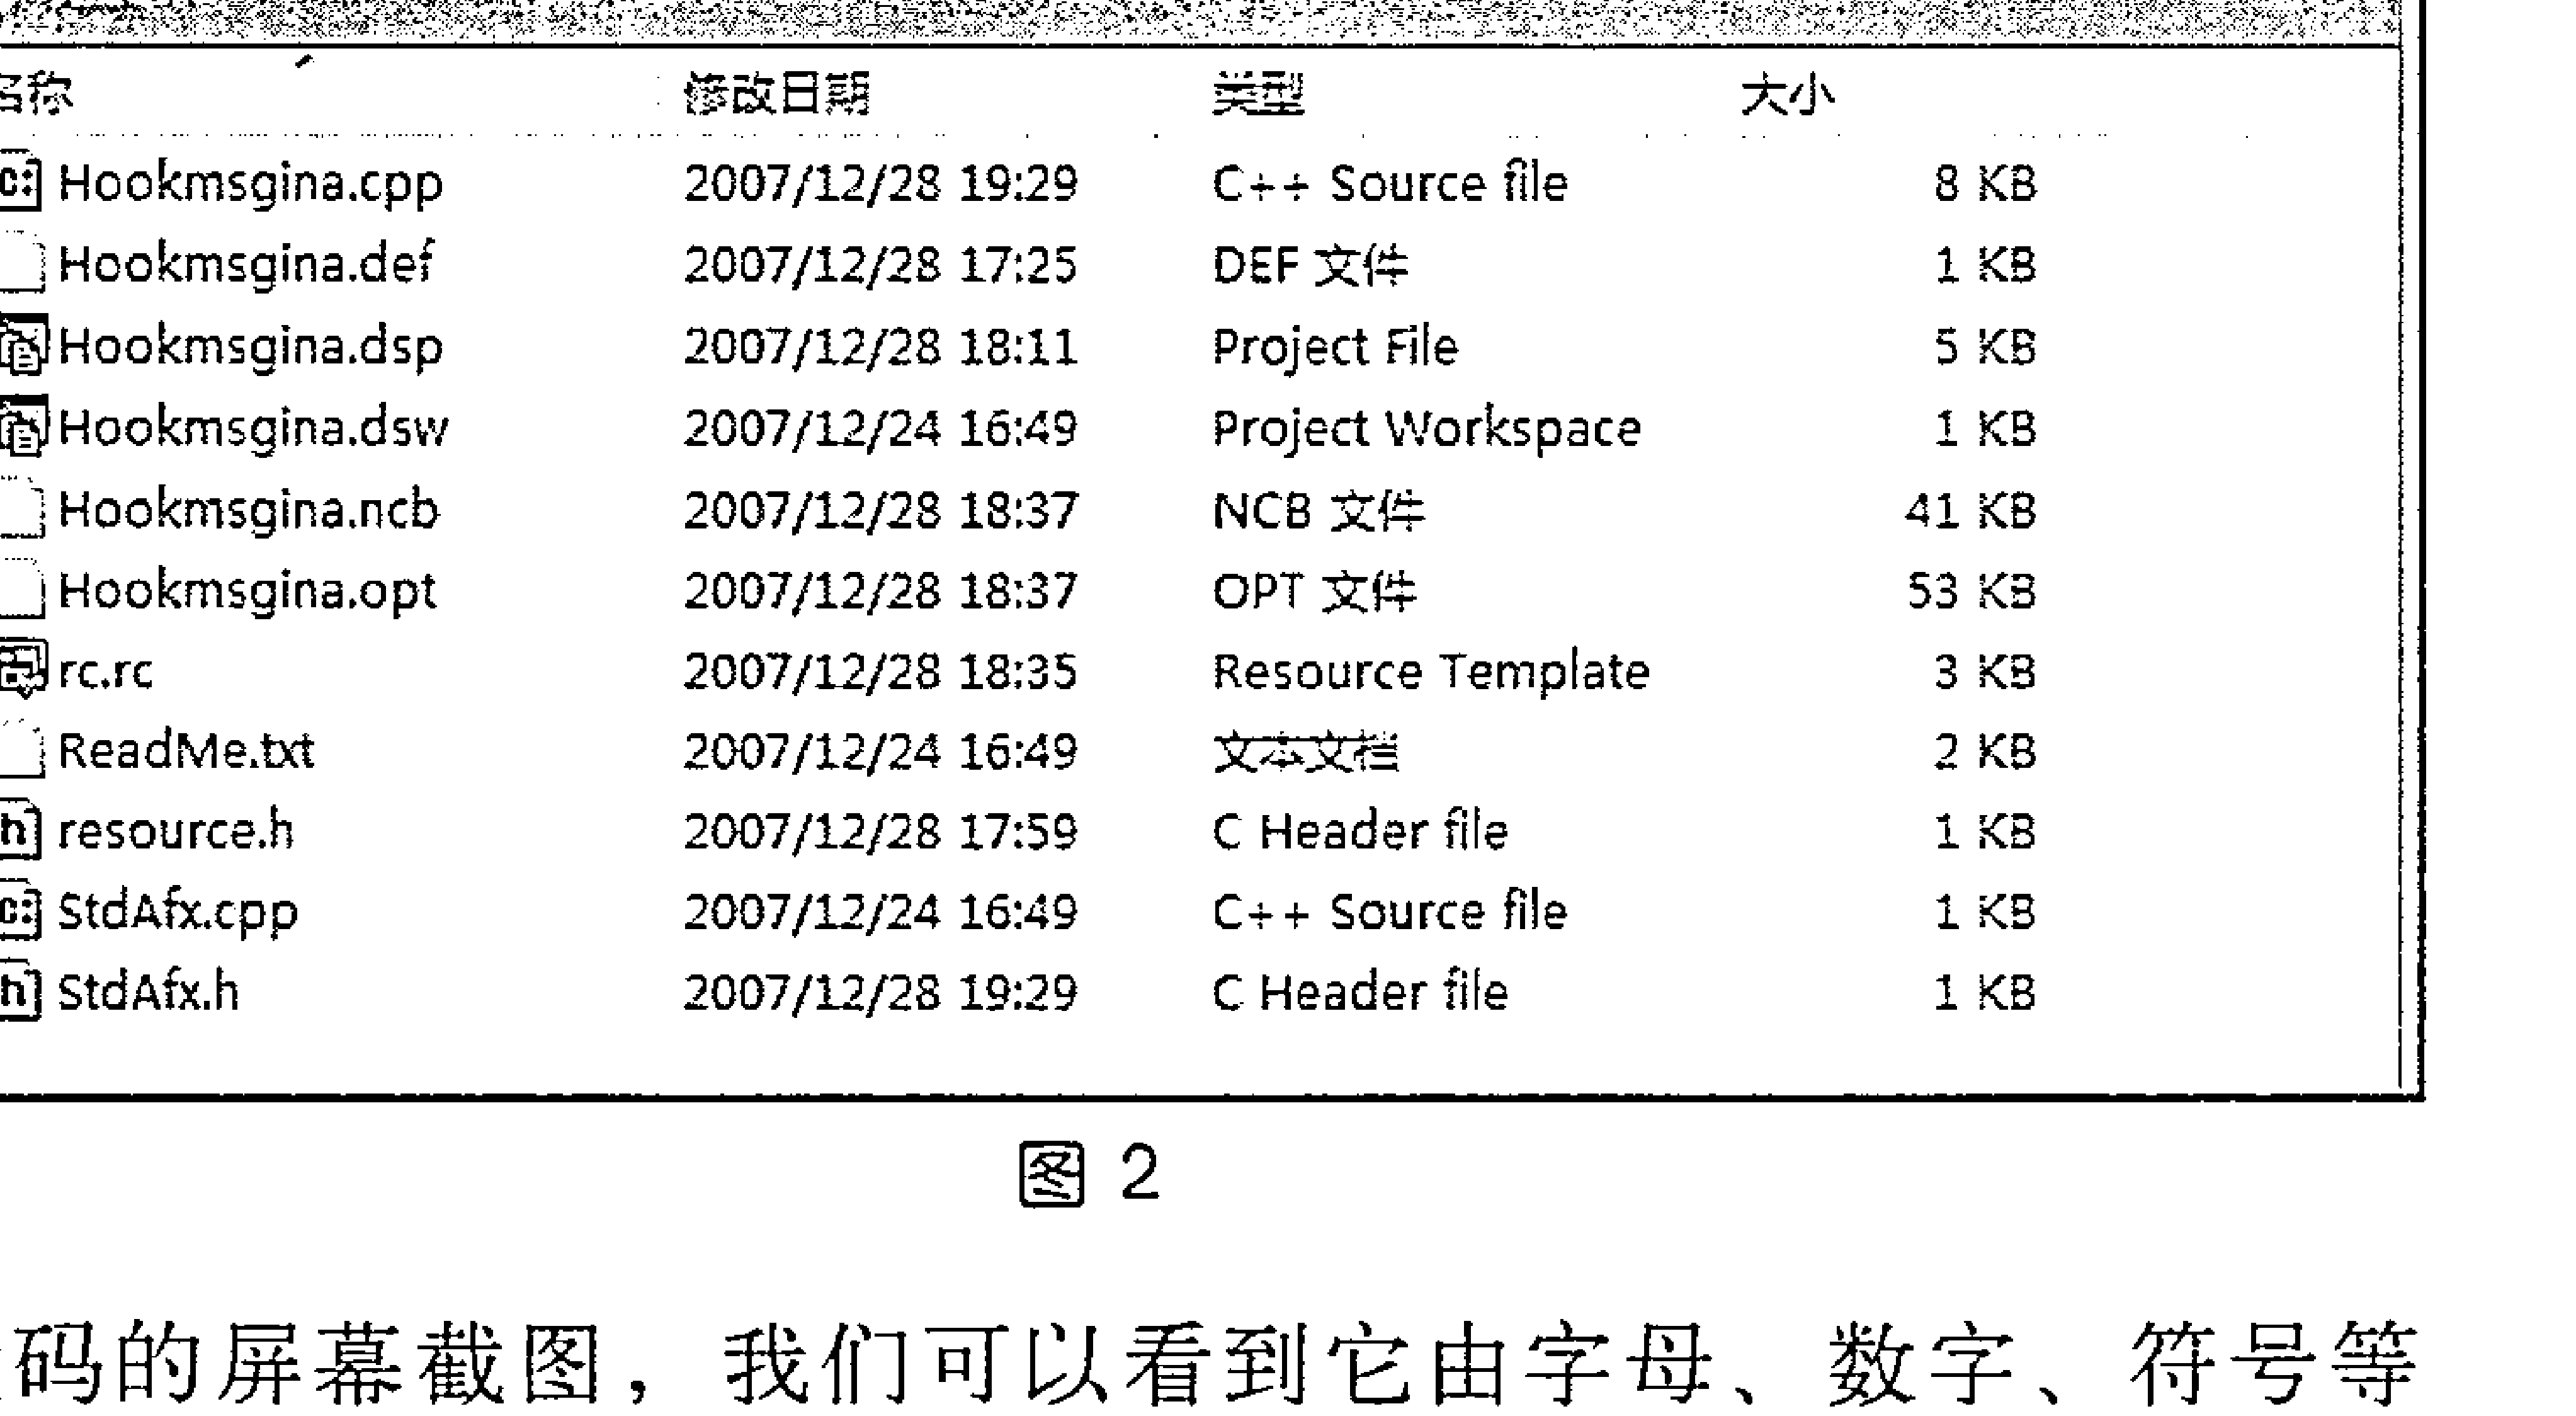 名称 修改日期 类型 大小
Hookmsgina.cpp 2007/12/28 19:29 C++ Source file 8 KB
Hookmsgina.def 2007/12/28 17:25 DEF 文件 1 KB
Hookmsgina.dsp 2007/12/28 18:11 Project File 5 KB
Hookmsgina.dsw 2007/12/24 16:49 Project Workspace 1 KB
Hookmsgina.ncb 2007/12/28 18:37 NCB 文件 41 KB
Hookmsgina.opt 2007/12/28 18:37 OPT 文件 53 KB
rc.rc 2007/12/28 18:35 Resource Template 3 KB
ReadMe.txt 2007/12/24 16:49 文本文档 2 KB
resource.h 2007/12/28 17:59 C Header file 1 KB
StdAfx.cpp 2007/12/24 16:49 C++ Source file 1 KB
StdAfx.h 2007/12/28 19:29 C Header file 1 KB
图 2
码的屏幕截图，我们可以看到它由字母、数字、符号等